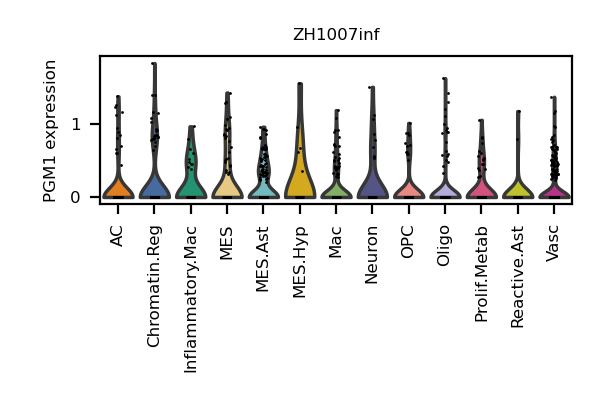 ZH1007inf
PGM1 expression
1
0
AC
Chromatin.Reg
Inflammatory.Mac
MES
MES.Ast
MES.Hyp
Mac
Neuron
OPC
Oligo
Prolif.Metab
Reactive.Ast
Vasc